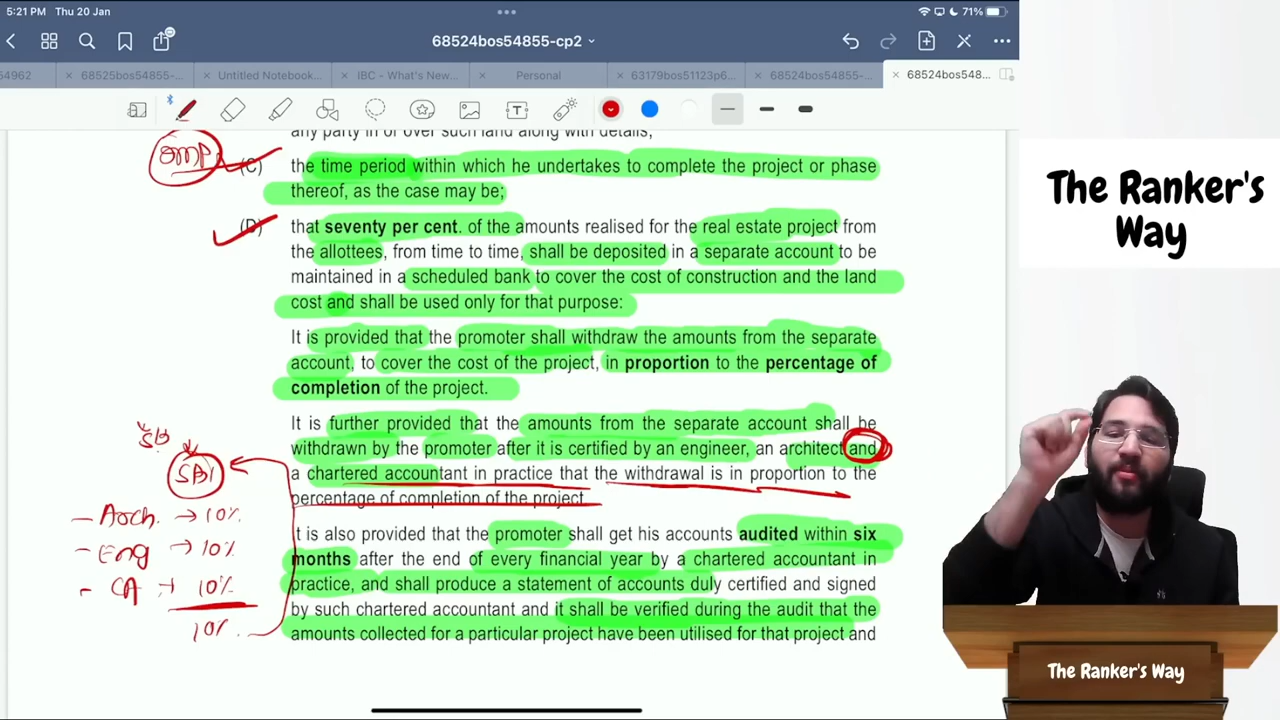 5:21 PM Thu 20 Jan
71%
68524bos54855-cp2
54962
68525bos54855-...
Untitled Notebook...
IBC - What's New...
Personal
63179bos51123p6...
68524bos54855-...
68524bos548...
any party in or over such land along with details;
(C) the time period within which he undertakes to complete the project or phase
thereof, as the case may be;
(D) that seventy per cent. of the amounts realised for the real estate project from
the allottees, from time to time, shall be deposited in a separate account to be
maintained in a scheduled bank to cover the cost of construction and the land
cost and shall be used only for that purpose:
It is provided that the promoter shall withdraw the amounts from the separate
account, to cover the cost of the project, in proportion to the percentage of
completion of the project.
It is further provided that the amounts from the separate account shall be
withdrawn by the promoter after it is certified by an engineer, an architect and
a chartered accountant in practice that the withdrawal is in proportion to the
percentage of completion of the project
It is also provided that the promoter shall get his accounts audited within six
months after the end of every financial year by a chartered accountant in
practice, and shall produce a statement of accounts duly certified and signed
by such chartered accountant and it shall be verified during the audit that the
amounts collected for a particular project have been utilised for that project and
SBI
- Arch. → 10%
- Eng → 10%
- CA → 10%
10%
The Ranker's
Way
The Ranker's Way